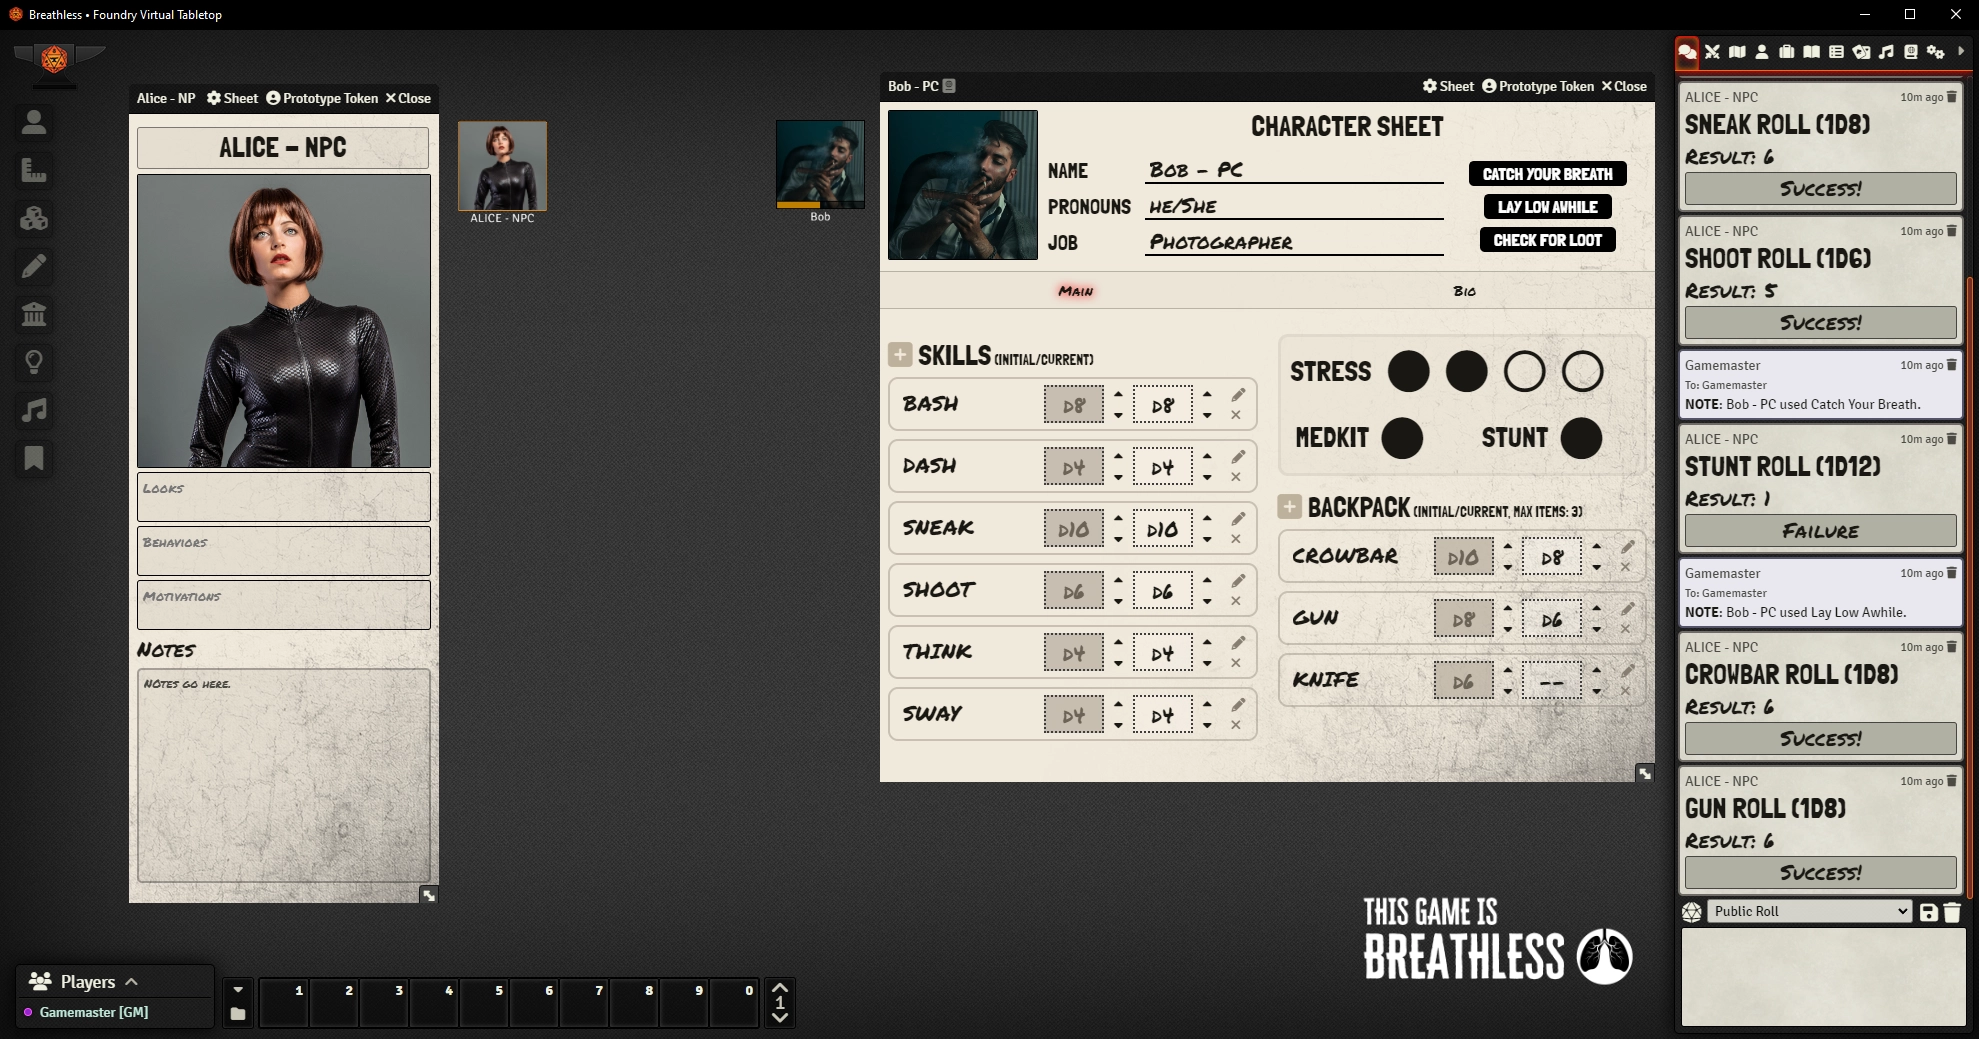 Breathless • Foundry Virtual Tabletop
Alice - NP Sheet Prototype Token Close
ALICE - NPC
Looks
Behaviors
Motivations
Notes
Notes go here.
ALICE - NPC
Bob
Bob - PC Sheet Prototype Token Close
CHARACTER SHEET
NAME Bob - PC
PRONOUNS He/She
JOB Photographer
CATCH YOUR BREATH
LAY LOW AWHILE
CHECK FOR LOOT
Main Bio
SKILLS (INITIAL/CURRENT)
BASH D8 D8
DASH D4 D4
SNEAK D10 D10
SHOOT D6 D6
THINK D4 D4
SWAY D4 D4
STRESS
MEDKIT STUNT
BACKPACK (INITIAL/CURRENT, MAX ITEMS: 3)
CROWBAR D10 D8
GUN D8 D6
KNIFE D6 --
THIS GAME IS
BREATHLESS
ALICE - NPC 10m ago
SNEAK ROLL (1D8)
Result: 6
Success!
ALICE - NPC 10m ago
SHOOT ROLL (1D6)
Result: 5
Success!
Gamemaster 10m ago
To: Gamemaster
NOTE: Bob - PC used Catch Your Breath.
ALICE - NPC 10m ago
STUNT ROLL (1D12)
Result: 1
Failure
Gamemaster 10m ago
To: Gamemaster
NOTE: Bob - PC used Lay Low Awhile.
ALICE - NPC 10m ago
CROWBAR ROLL (1D8)
Result: 6
Success!
ALICE - NPC 10m ago
GUN ROLL (1D8)
Result: 6
Success!
Public Roll
Players
Gamemaster [GM]
1 2 3 4 5 6 7 8 9 0
1